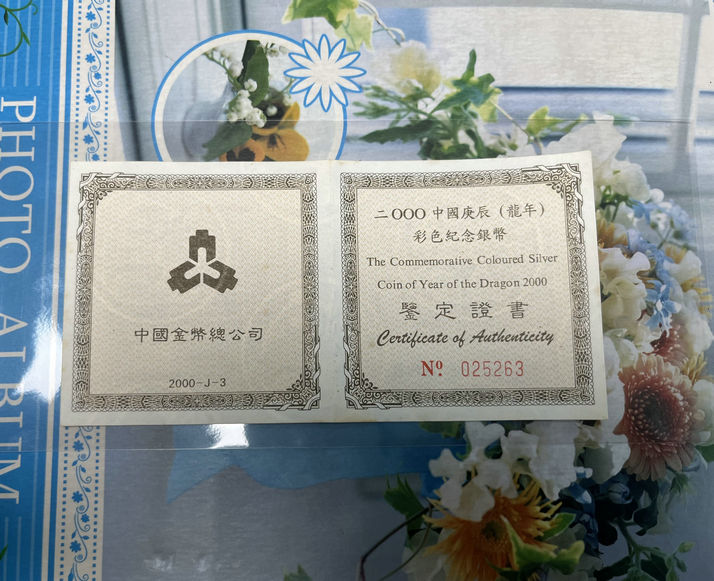 PHOTO ALBUM
中國金幣總公司
2000-J-3
二OOO中國庚辰（龍年）
彩色紀念銀幣
The Commemorative Coloured Silver
Coin of Year of the Dragon 2000
鑒定證書
Certificate of Authenticity
Nº 025263